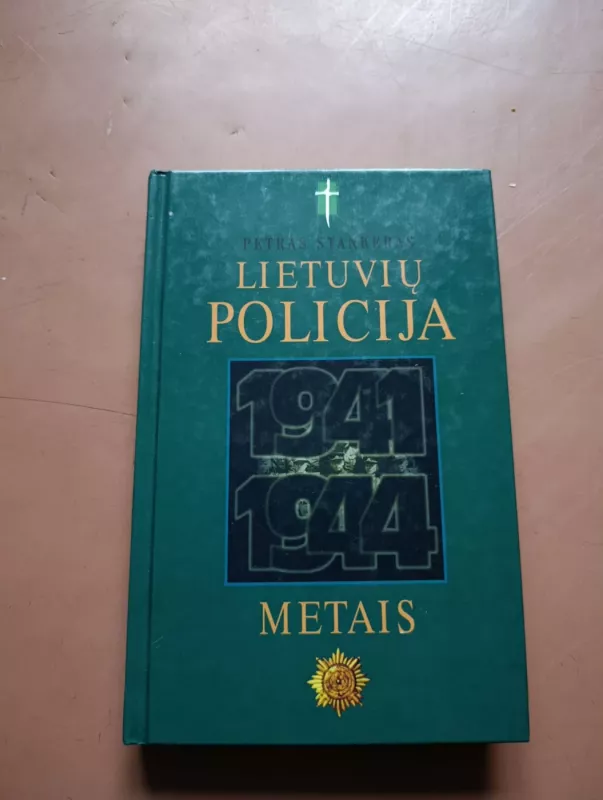 PETRAS STANKERAS
LIETUVIŲ
POLICIJA
1941
1944
METAIS